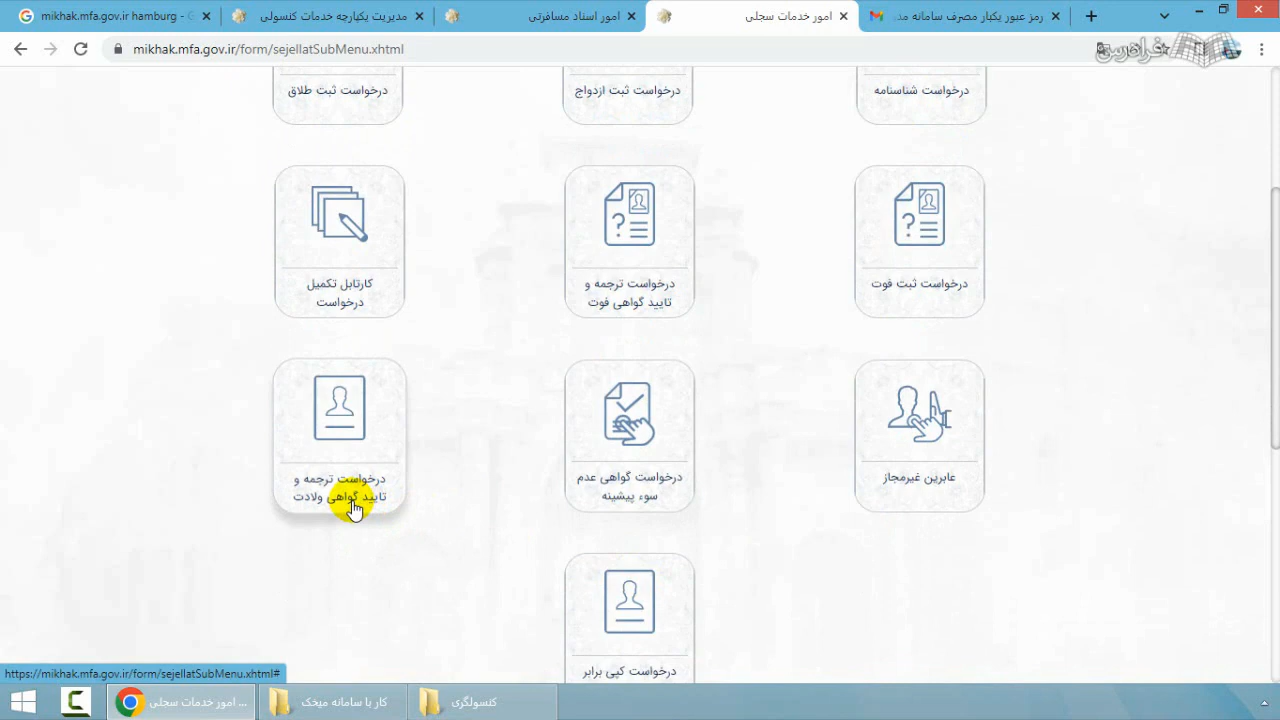 mikhak.mfa.gov.ir hamburg - G
مدیریت یکپارچه خدمات کنسولی
امور اسناد مسافرتی
امور خدمات سجلی
رمز عبور یکبار مصرف سامانه مد
mikhak.mfa.gov.ir/form/sejellatSubMenu.xhtml
فرادرس
درخواست شناسنامه
درخواست ثبت ازدواج
درخواست ثبت طلاق
درخواست ثبت فوت
درخواست ترجمه و
تایید گواهی فوت
کارتابل تکمیل
درخواست
عابرین غیرمجاز
درخواست گواهی عدم
سوء پیشینه
درخواست ترجمه و
تایید گواهی ولادت
درخواست کپی برابر
https://mikhak.mfa.gov.ir/form/sejellatSubMenu.xhtml#
امور خدمات سجلی ...
کار با سامانه میخک
کنسولگری